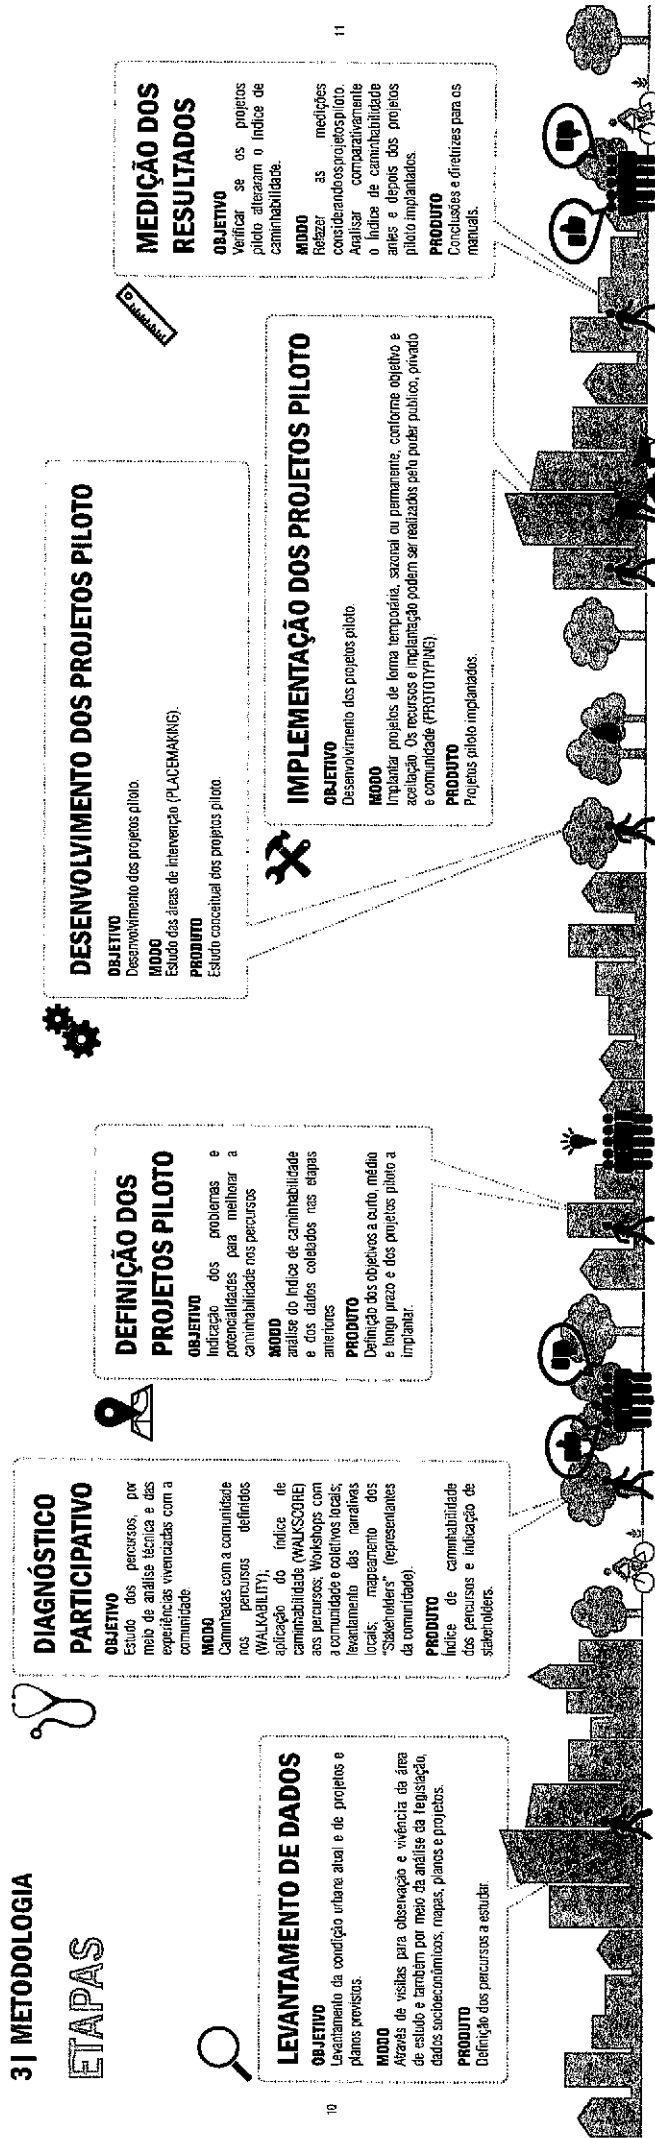 3| METODOLOGIA
ETAPAS
LEVANTAMENTO DE DADOS
OBJETIVO
Levantamento da condição urbana atual e de projetos e
planos previstos.
MODO
Através de visitas para observação e vivência da área
de estudo e também por meio da análise da legislação,
dados socioeconômicos, mapas, planos e projetos.
PRODUTO
Definição dos percursos a estudar.
10
DIAGNÓSTICO
PARTICIPATIVO
OBJETIVO
Estudo dos percursos, por
meio de análise técnica e das
experiências vivenciadas com a
comunidade.
MODO
Caminhadas com a comunidade
nos percursos definidos
(WALKABILITY);
aplicação do índice de
caminhabilidade (WALKSCORE)
aos percursos; Workshops com
a comunidade e coletivos locais;
levantamento das narrativas
locais; mapeamento dos
"Stakeholders" (representantes
da comunidade).
PRODUTO
Índice de caminhabilidade
dos percursos e indicação de
stakeholders.
DEFINIÇÃO DOS
PROJETOS PILOTO
OBJETIVO
Indicação dos problemas e
potencialidades para melhorar a
caminhabilidade nos percursos
MODO
análise do Índice de caminhabilidade
e dos dados coletados nas etapas
anteriores
PRODUTO
Definição dos objetivos a curto, médio
e longo prazo e dos projetos piloto a
implantar.
DESENVOLVIMENTO DOS PROJETOS PILOTO
OBJETIVO
Desenvolvimento dos projetos piloto.
MODO
Estudo das áreas de intervenção (PLACEMAKING).
PRODUTO
Estudo conceitual dos projetos piloto.
IMPLEMENTAÇÃO DOS PROJETOS PILOTO
OBJETIVO
Desenvolvimento dos projetos piloto.
MODO
Implantar projetos de forma temporária, sazonal ou permanente, conforme objetivo e
aceitação. Os recursos e implantação podem ser realizados pelo poder publico, privado
e comunidade (PROTOTYPING).
PRODUTO
Projetos piloto implantados.
MEDIÇÃO DOS
RESULTADOS
OBJETIVO
Verificar se os projetos
piloto alteraram o Índice de
caminhabilidade.
MODO
Refazer as medições
considerando os projetos piloto.
Analisar comparativamente
o Índice de caminhabilidade
antes e depois dos projetos
piloto implantados.
PRODUTO
Conclusões e diretrizes para os
manuais.
11